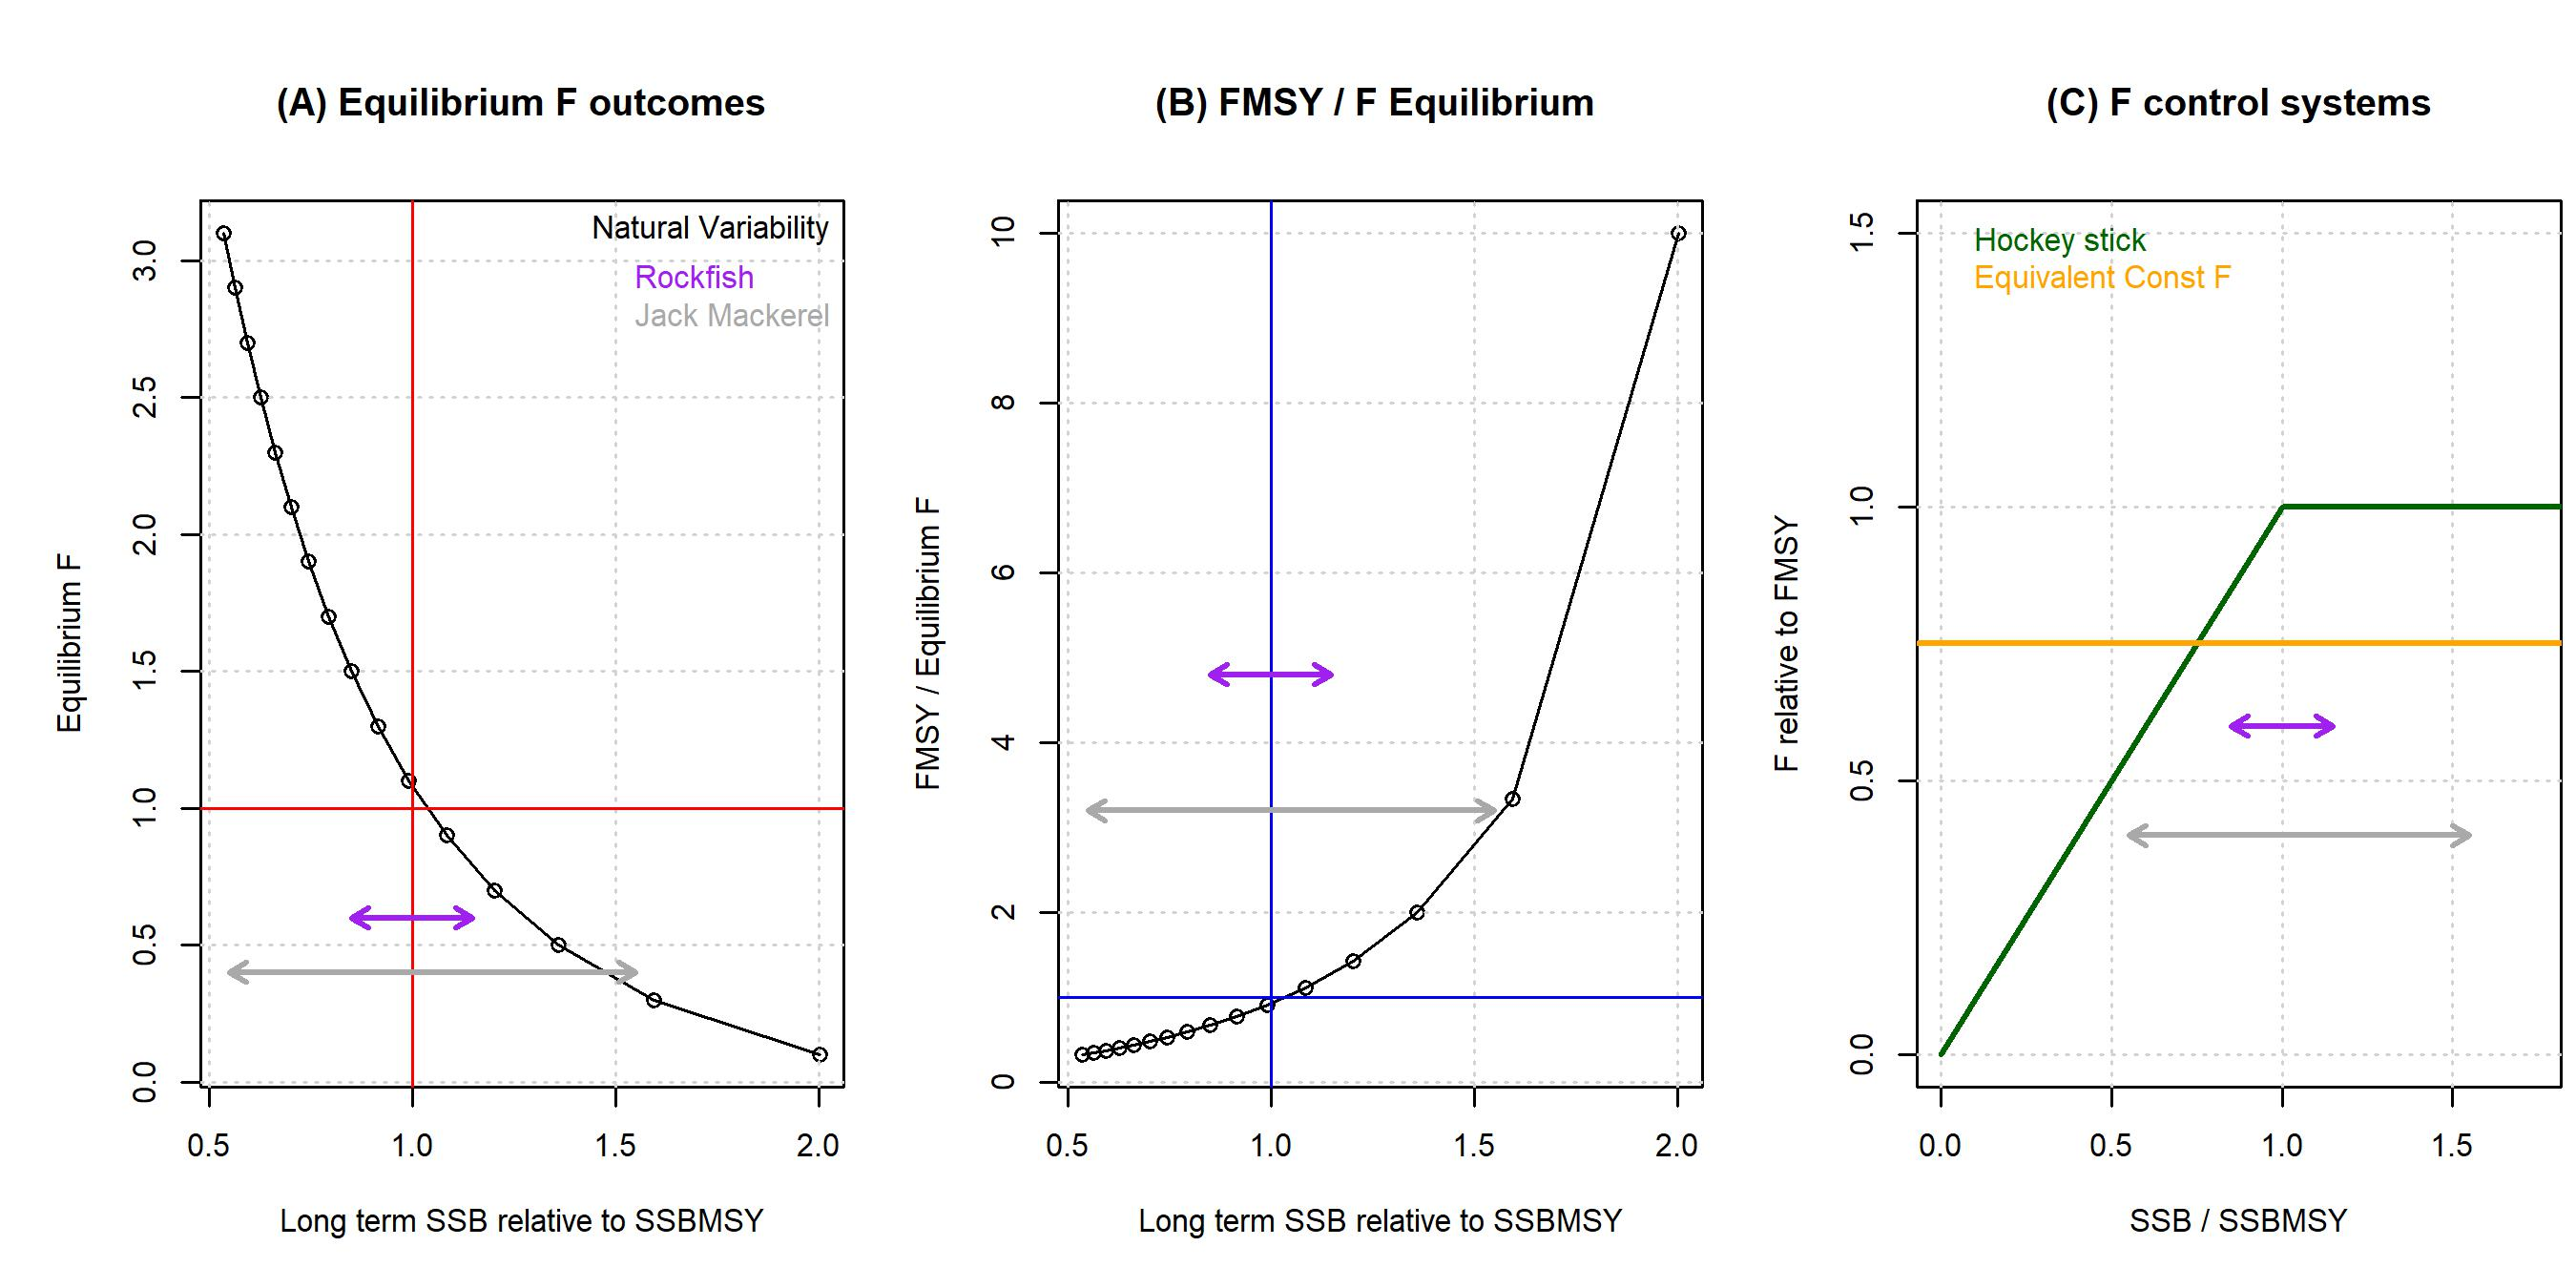 (A) Equilibrium F outcomes
Equilibrium F
3.0
2.5
2.0
1.5
1.0
0.5
0.0
Natural Variability
Rockfish
Jack Mackerel
0.5 1.0 1.5 2.0
Long term SSB relative to SSBMSY
(B) FMSY / F Equilibrium
FMSY / Equilibrium F
10
8
6
4
2
0
0.5 1.0 1.5 2.0
Long term SSB relative to SSBMSY
(C) F control systems
F relative to FMSY
1.5
1.0
0.5
0.0
Hockey stick
Equivalent Const F
0.0 0.5 1.0 1.5
SSB / SSBMSY